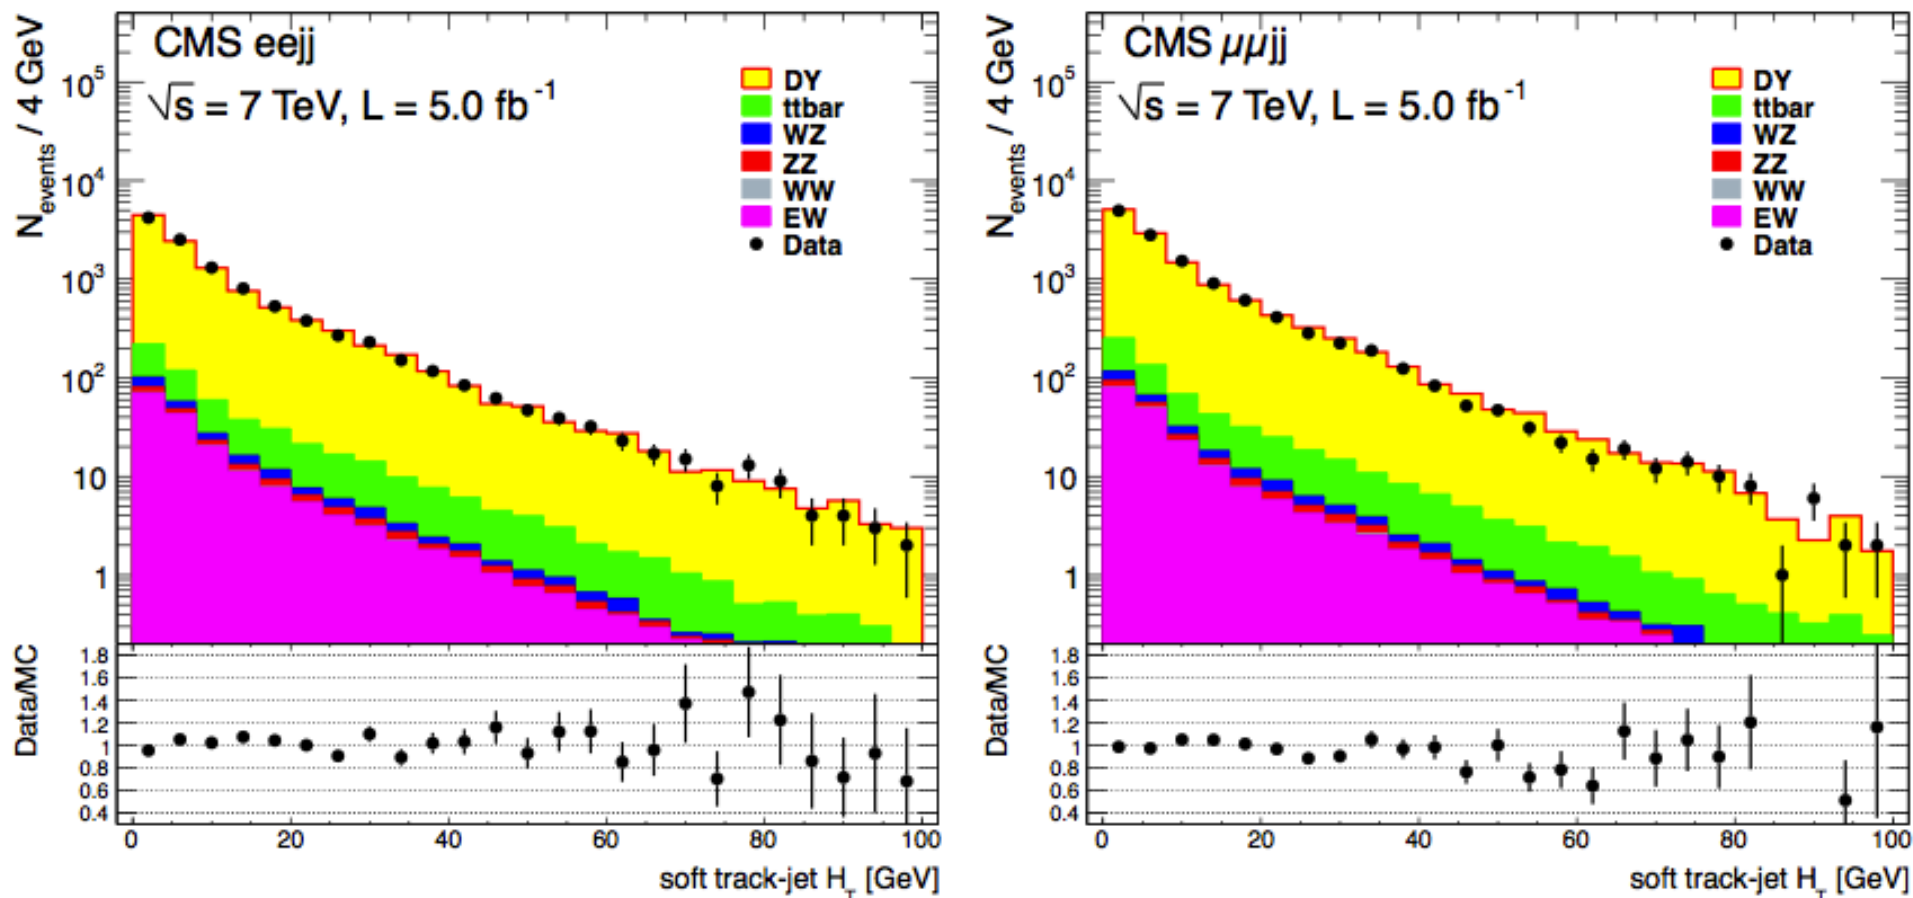 CMS eejj
√s = 7 TeV, L = 5.0 fb⁻¹
DY
ttbar
WZ
ZZ
WW
EW
Data
N_events / 4 GeV
10⁵
10⁴
10³
10²
10
1
Data/MC
1.8
1.6
1.4
1.2
1
0.8
0.6
0.4
0 20 40 60 80 100
soft track-jet H_T [GeV]
CMS μμjj
√s = 7 TeV, L = 5.0 fb⁻¹
DY
ttbar
WZ
ZZ
WW
EW
Data
N_events / 4 GeV
10⁵
10⁴
10³
10²
10
1
Data/MC
1.8
1.6
1.4
1.2
1
0.8
0.6
0.4
0 20 40 60 80 100
soft track-jet H_T [GeV]